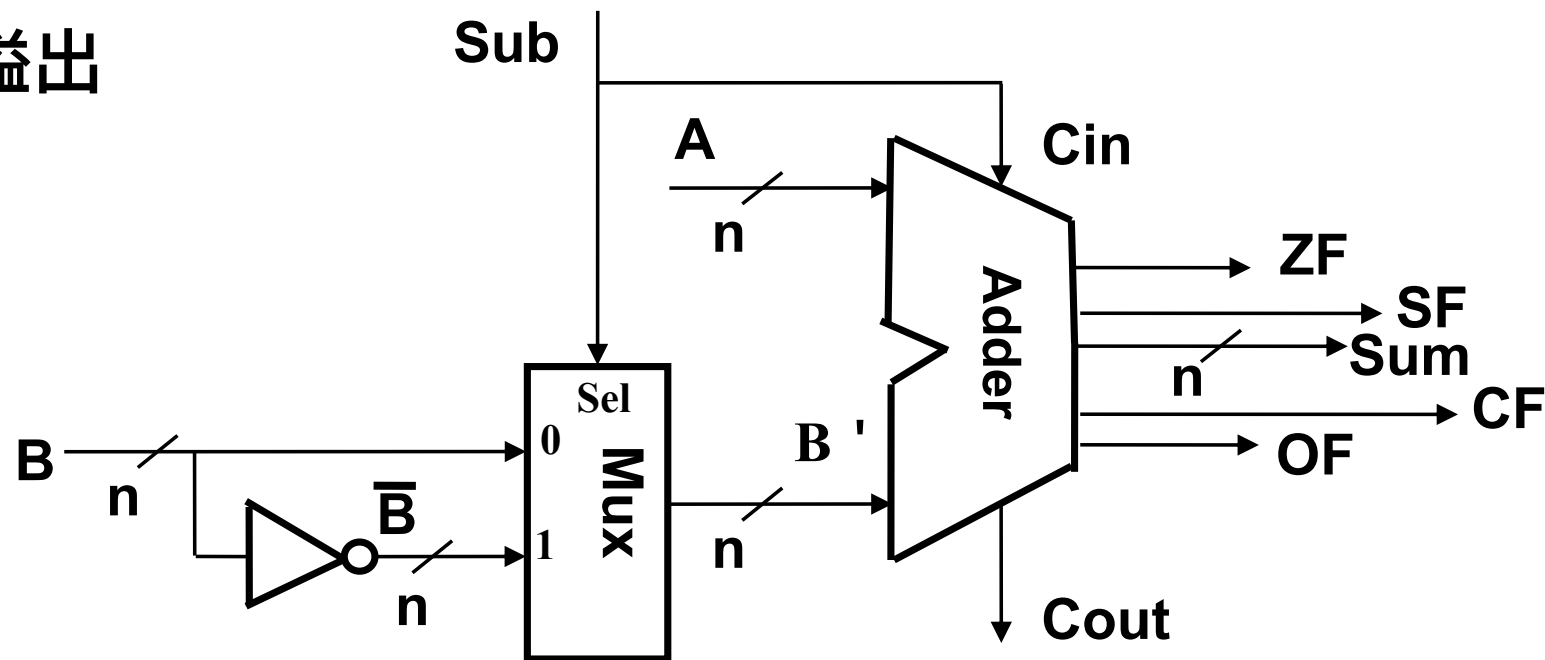 溢出
Sub
Cin
A
n
ZF
SF
Sum
n
CF
OF
Adder
Sel
0
Mux
1
B
n
B̅
n
B '
n
Cout